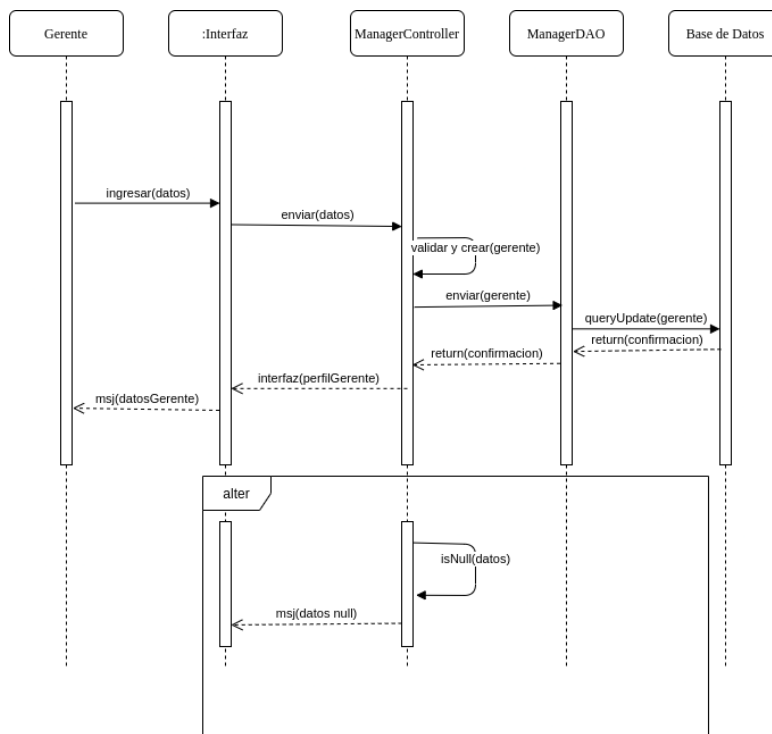 Gerente
:Interfaz
ManagerController
ManagerDAO
Base de Datos
ingresar(datos)
enviar(datos)
validar y crear(gerente)
enviar(gerente)
queryUpdate(gerente)
return(confirmacion)
return(confirmacion)
interfaz(perfilGerente)
msj(datosGerente)
alter
isNull(datos)
msj(datos null)